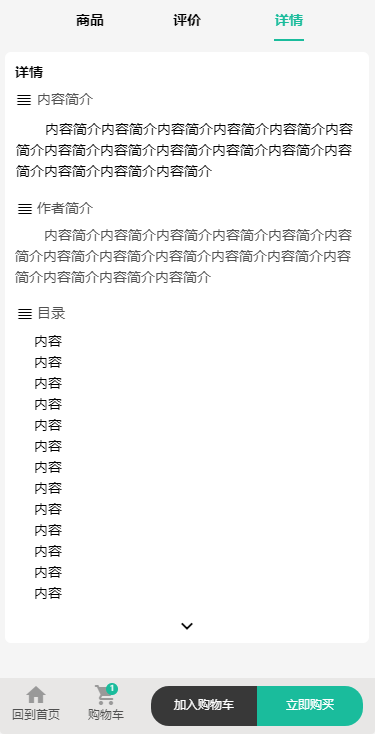 商品 评价 详情
详情
内容简介
内容简介内容简介内容简介内容简介内容简介内容
简介内容简介内容简介内容简介内容简介内容简介内容
简介内容简介内容简介内容简介
作者简介
内容简介内容简介内容简介内容简介内容简介内容
简介内容简介内容简介内容简介内容简介内容简介内容
简介内容简介内容简介内容简介
目录
内容
内容
内容
内容
内容
内容
内容
内容
内容
内容
内容
内容
内容
1
回到首页 购物车 加入购物车 立即购买